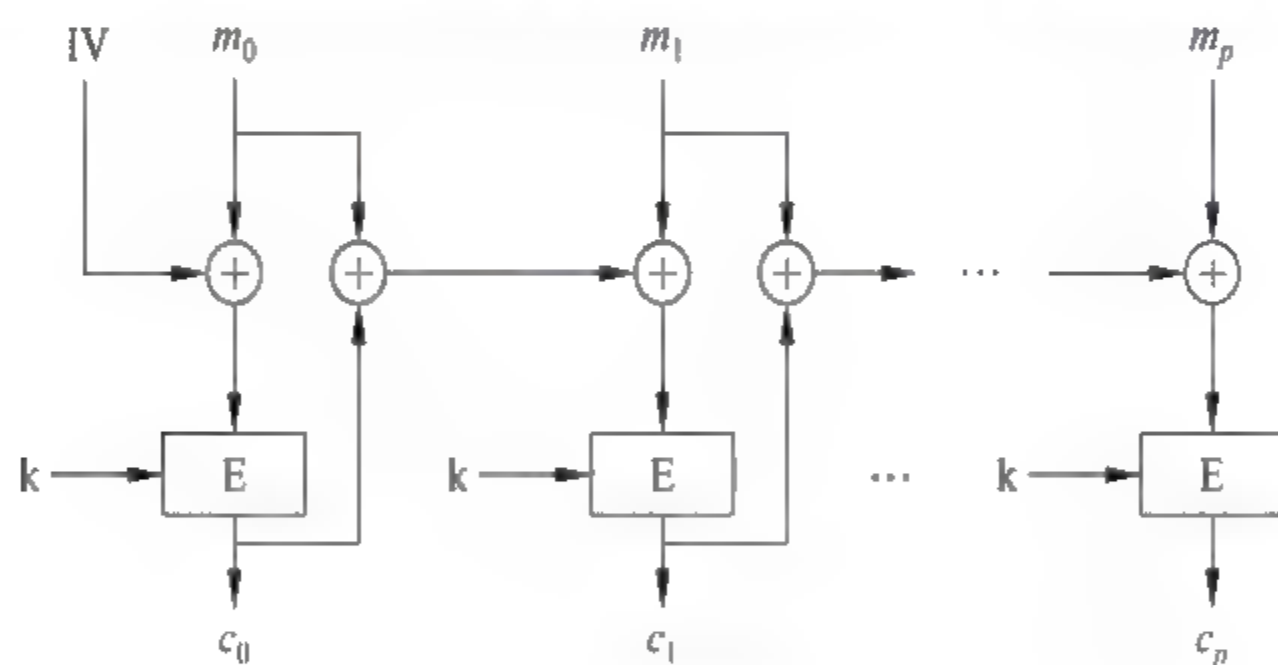 IV m₀ m₁ mₚ
+ + + + ... +
k E k E ... k E
c₀ c₁ cₚ